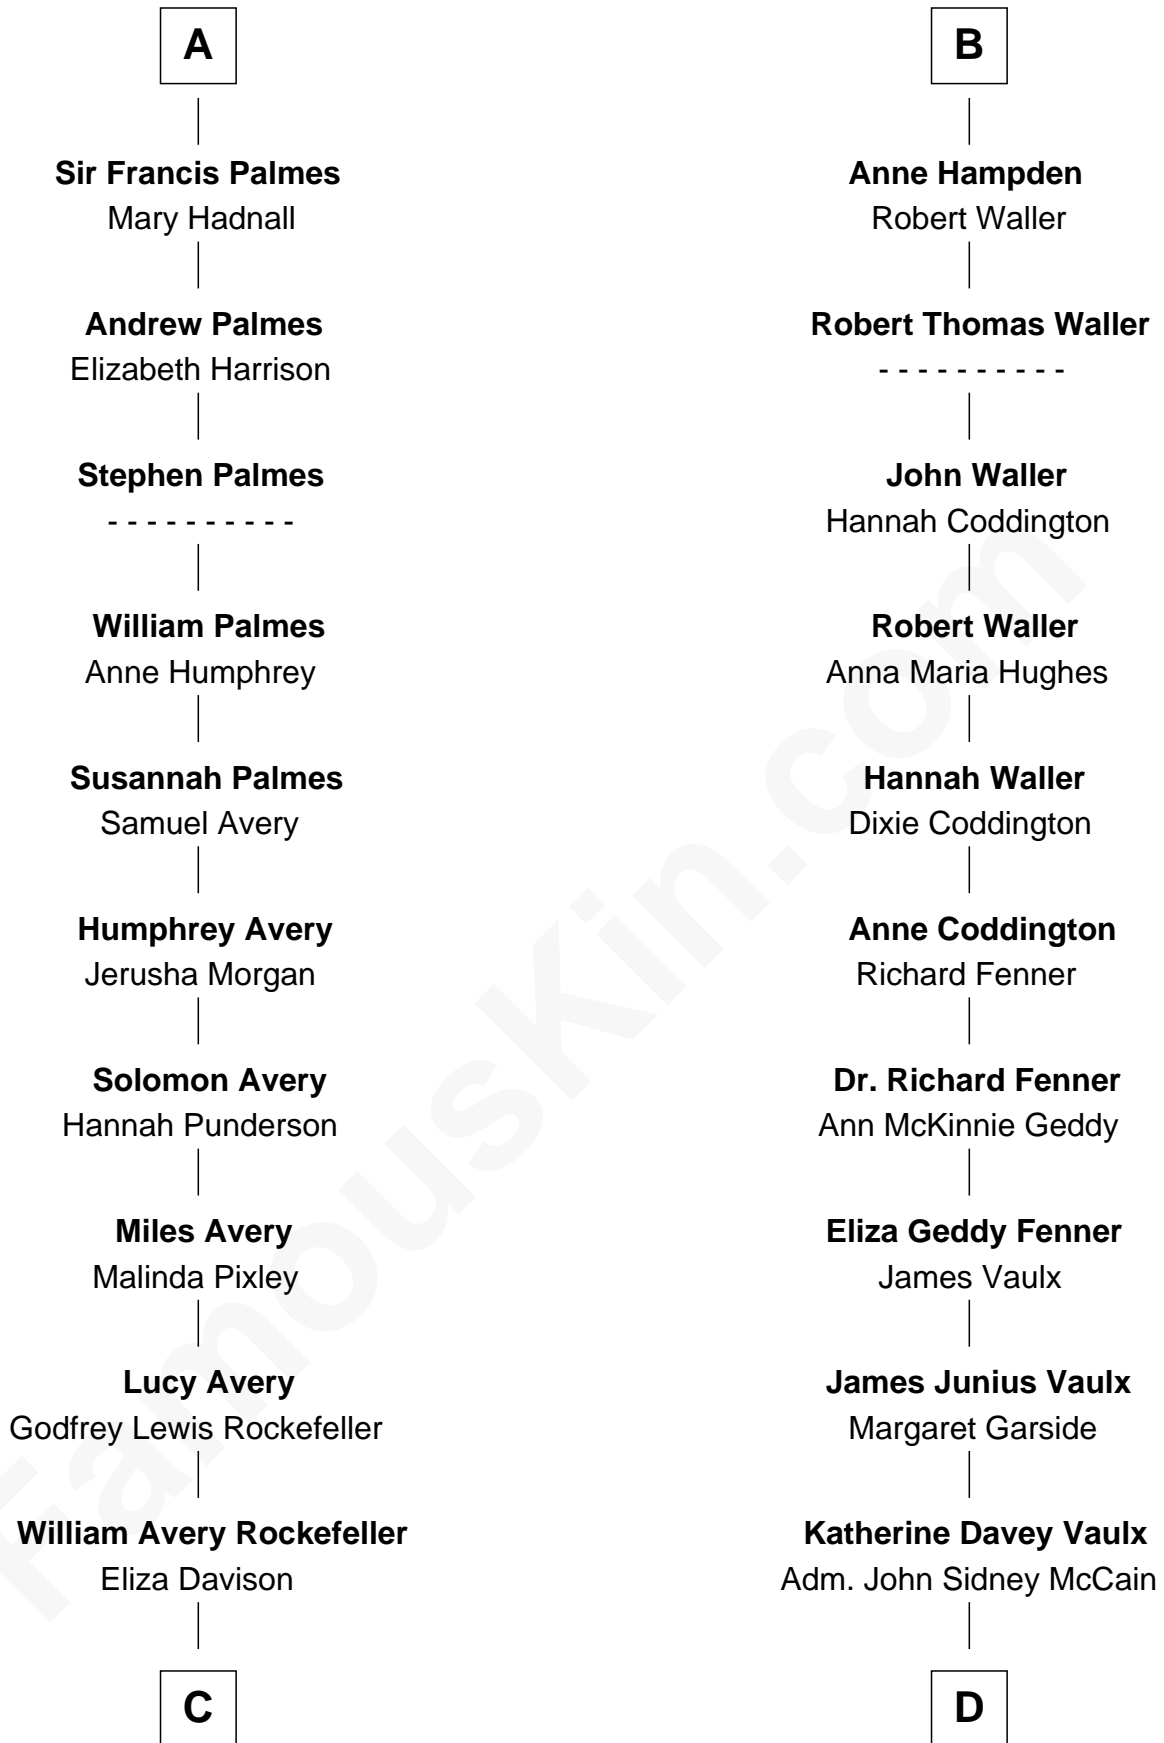 A
Sir Francis Palmes
Mary Hadnall
Andrew Palmes
Elizabeth Harrison
Stephen Palmes
- - - - - - - - - -
William Palmes
Anne Humphrey
Susannah Palmes
Samuel Avery
Humphrey Avery
Jerusha Morgan
Solomon Avery
Hannah Punderson
Miles Avery
Malinda Pixley
Lucy Avery
Godfrey Lewis Rockefeller
William Avery Rockefeller
Eliza Davison
C
B
Anne Hampden
Robert Waller
Robert Thomas Waller
- - - - - - - - - -
John Waller
Hannah Coddington
Robert Waller
Anna Maria Hughes
Hannah Waller
Dixie Coddington
Anne Coddington
Richard Fenner
Dr. Richard Fenner
Ann McKinnie Geddy
Eliza Geddy Fenner
James Vaulx
James Junius Vaulx
Margaret Garside
Katherine Davey Vaulx
Adm. John Sidney McCain
D
FamousKin.com